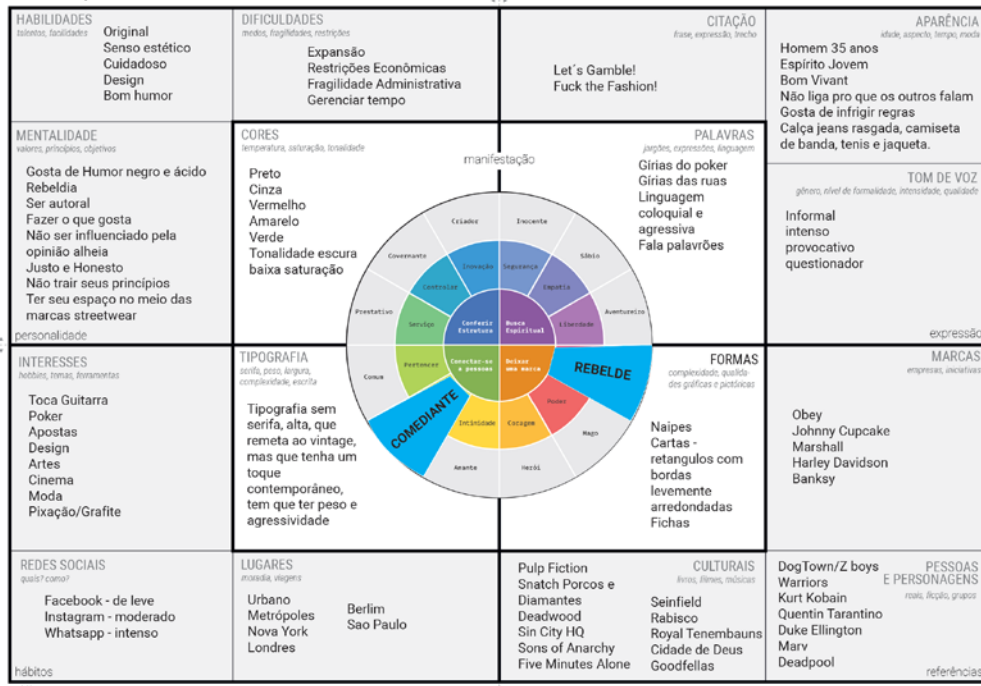 HABILIDADES
talentos, facilidades
Original
Senso estético
Cuidadoso
Design
Bom humor
DIFICULDADES
medos, fragilidades, restrições
Expansão
Restrições Econômicas
Fragilidade Administrativa
Gerenciar tempo
CITAÇÃO
frase, expressão, trecho
Let´s Gamble!
Fuck the Fashion!
APARÊNCIA
idade, aspecto, tempo, moda
Homem 35 anos
Espírito Jovem
Bom Vivant
Não liga pro que os outros falam
Gosta de infrigir regras
Calça jeans rasgada, camiseta
de banda, tenis e jaqueta.
MENTALIDADE
valores, princípios, objetivos
Gosta de Humor negro e ácido
Rebeldia
Ser autoral
Fazer o que gosta
Não ser influenciado pela
opinião alheia
Justo e Honesto
Não trair seus princípios
Ter seu espaço no meio das
marcas streetwear
personalidade
CORES
temperatura, saturação, tonalidade
Preto
Cinza
Vermelho
Amarelo
Verde
Tonalidade escura
baixa saturação
manifestação
PALAVRAS
jargões, expressões, linguagem
Gírias do poker
Gírias das ruas
Linguagem
coloquial e
agressiva
Fala palavrões
TOM DE VOZ
gênero, nível de formalidade, intensidade, qualidade
Informal
intenso
provocativo
questionador
expressão
Criador
Inocente
Governante
Sábio
Prestativo
Aventureiro
Comum
Amante
Herói
Mago
Inovação
Segurança
Controlar
Empatia
Serviço
Liberdade
Pertencer
Intinidade
Coragem
Poder
Conferir
Estrutura
Busca
Espiritual
Conectar-se
a pessoas
Deixar
uma marca
REBELDE
COMEDIANTE
INTERESSES
hobbies, temas, ferramentas
Toca Guitarra
Poker
Apostas
Design
Artes
Cinema
Moda
Pixação/Grafite
TIPOGRAFIA
serifa, peso, largura,
complexidade, escrita
Tipografia sem
serifa, alta, que
remeta ao vintage,
mas que tenha um
toque
contemporâneo,
tem que ter peso e
agressividade
FORMAS
complexidade, qualida-
des gráficas e pictóricas
Naipes
Cartas -
retangulos com
bordas
levemente
arredondadas
Fichas
MARCAS
empresas, iniciativas
Obey
Johnny Cupcake
Marshall
Harley Davidson
Banksy
REDES SOCIAIS
quais? como?
Facebook - de leve
Instagram - moderado
Whatsapp - intenso
hábitos
LUGARES
moradia, viagens
Urbano
Metrópoles
Nova York
Londres
Berlim
Sao Paulo
CULTURAIS
livros, filmes, músicas
Pulp Fiction
Snatch Porcos e
Diamantes
Deadwood
Sin City HQ
Sons of Anarchy
Five Minutes Alone
Seinfield
Rabisco
Royal Tenembauns
Cidade de Deus
Goodfellas
PESSOAS
E PERSONAGENS
reais, ficção, grupos
DogTown/Z boys
Warriors
Kurt Kobain
Quentin Tarantino
Duke Ellington
Marv
Deadpool
referências